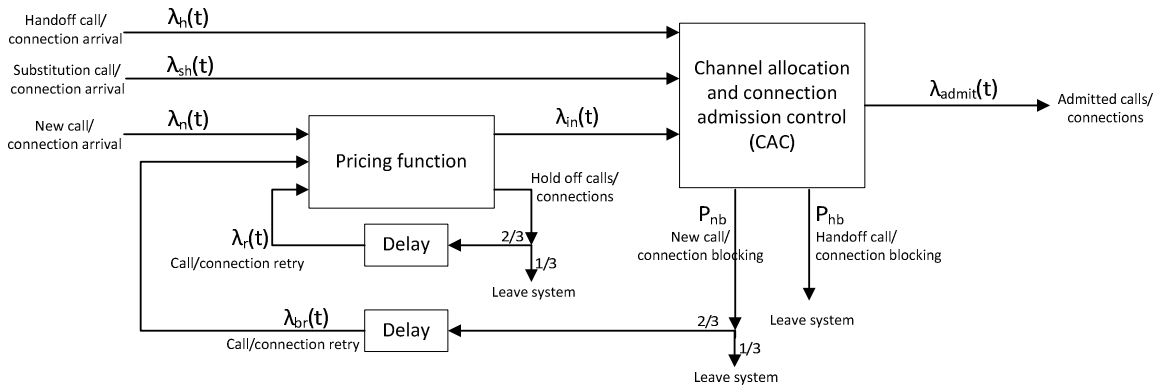 Handoff call/
connection arrival
λh(t)
Substitution call/
connection arrival
λsh(t)
New call/
connection arrival
λn(t)
Pricing function
λin(t)
Channel allocation
and connection
admission control
(CAC)
λadmit(t)
Admitted calls/
connections
Hold off calls/
connections
2/3
1/3
Leave system
Delay
λr(t)
Call/connection retry
Pnb
New call/
connection blocking
Phb
Handoff call/
connection blocking
Leave system
2/3
1/3
Leave system
Delay
λbr(t)
Call/connection retry